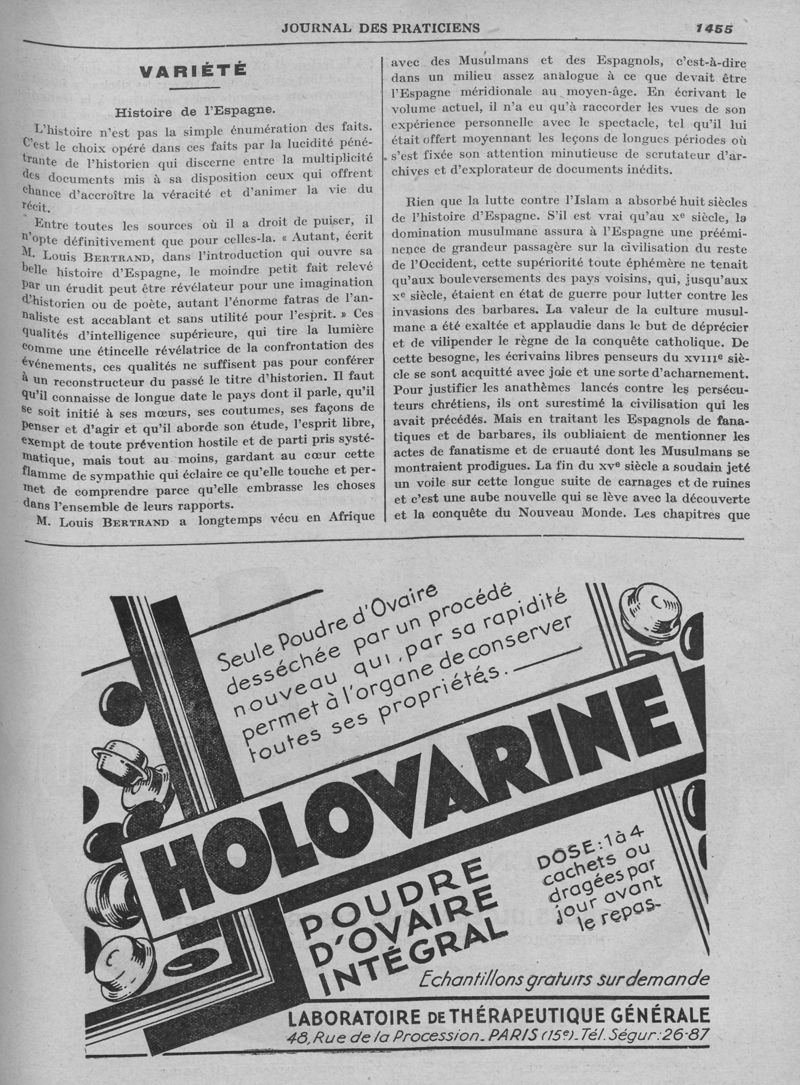 JOURNAL DES PRATICIENS
1455
VARIÉTÉ
Histoire de l'Espagne.
L'histoire n'est pas la simple énumération des faits.
C'est le choix opéré dans ces faits par la lucidité péné-
trante de l'historien qui discerne entre la multiplicité
des documents mis à sa disposition ceux qui offrent
chance d'accroître la véracité et d'animer la vie du
récit.
Entre toutes les sources où il a droit de puiser, il
n'opte définitivement que pour celles-la. « Autant, écrit
M. Louis BERTRAND, dans l'introduction qui ouvre sa
belle histoire d'Espagne, le moindre petit fait relevé
par un érudit peut être révélateur pour une imagination
d'historien ou de poète, autant l'énorme fatras de l'an-
naliste est accablant et sans utilité pour l'esprit. » Ces
qualités d'intelligence supérieure, qui tire la lumière
comme une étincelle révélatrice de la confrontation des
événements, ces qualités ne suffisent pas pour conférer
à un reconstructeur du passé le titre d'historien. Il faut
qu'il connaisse de longue date le pays dont il parle, qu'il
se soit initié à ses mœurs, ses coutumes, ses façons de
penser et d'agir et qu'il aborde son étude, l'esprit libre,
exempt de toute prévention hostile et de parti pris systé-
matique, mais tout au moins, gardant au cœur cette
flamme de sympathie qui éclaire ce qu'elle touche et per-
met de comprendre parce qu'elle embrasse les choses
dans l'ensemble de leurs rapports.
M. Louis BERTRAND a longtemps vécu en Afrique
avec des Musulmans et des Espagnols, c'est-à-dire
dans un milieu assez analogue à ce que devait être
l'Espagne méridionale au moyen-âge. En écrivant le
volume actuel, il n'a eu qu'à raccorder les vues de son
expérience personnelle avec le spectacle, tel qu'il lui
était offert moyennant les leçons de longues périodes où
s'est fixée son attention minutieuse de scrutateur d'ar-
chives et d'explorateur de documents inédits.
Rien que la lutte contre l'Islam a absorbé huit siècles
de l'histoire d'Espagne. S'il est vrai qu'au xe siècle, la
domination musulmane assura à l'Espagne une préémi-
nence de grandeur passagère sur la civilisation du reste
de l'Occident, cette supériorité toute éphémère ne tenait
qu'aux bouleversements des pays voisins, qui, jusqu'aux
xe siècle, étaient en état de guerre pour lutter contre les
invasions des barbares. La valeur de la culture musul-
mane a été exaltée et applaudie dans le but de déprécier
et de vilipender le règne de la conquête catholique. De
cette besogne, les écrivains libres penseurs du XVIIIe siè-
cle se sont acquitté avec joie et une sorte d'acharnement.
Pour justifier les anathèmes lancés contre les persécu-
teurs chrétiens, ils ont surestimé la civilisation qui les
avait précédés. Mais en traitant les Espagnols de fana-
tiques et de barbares, ils oubliaient de mentionner les
actes de fanatisme et de cruauté dont les Musulmans se
montraient prodigues. La fin du xve siècle a soudain jeté
un voile sur cette longue suite de carnages et de ruines
et c'est une aube nouvelle qui se lève avec la découverte
et la conquête du Nouveau Monde. Les chapitres que
Seule Poudre d'Ovaire
desséchée par un procédé
nouveau qui, par sa rapidité
permet à l'organe de conserver
toutes ses propriétés.
HOLOVARINE
POUDRE
D'OVAIRE
INTÉGRAL
DOSE: 1 à 4
cachets ou
dragées par
jour avant
le repas.
Echantillons gratuits sur demande
LABORATOIRE DE THÉRAPEUTIQUE GÉNÉRALE
48, Rue de la Procession. PARIS (15e). Tél. Ségur: 26-87